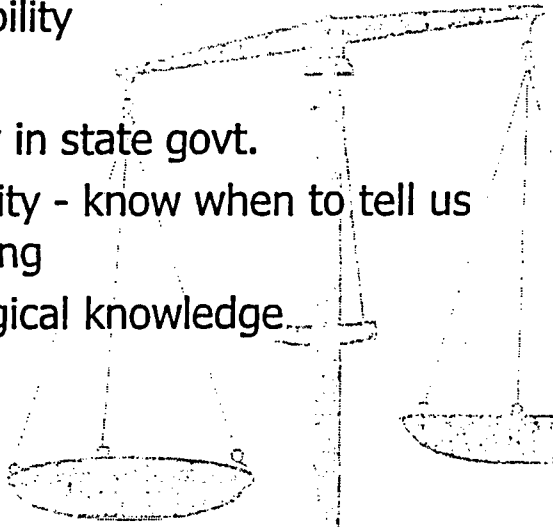 bility
in state govt.
ity - know when to tell us
ng
gical knowledge